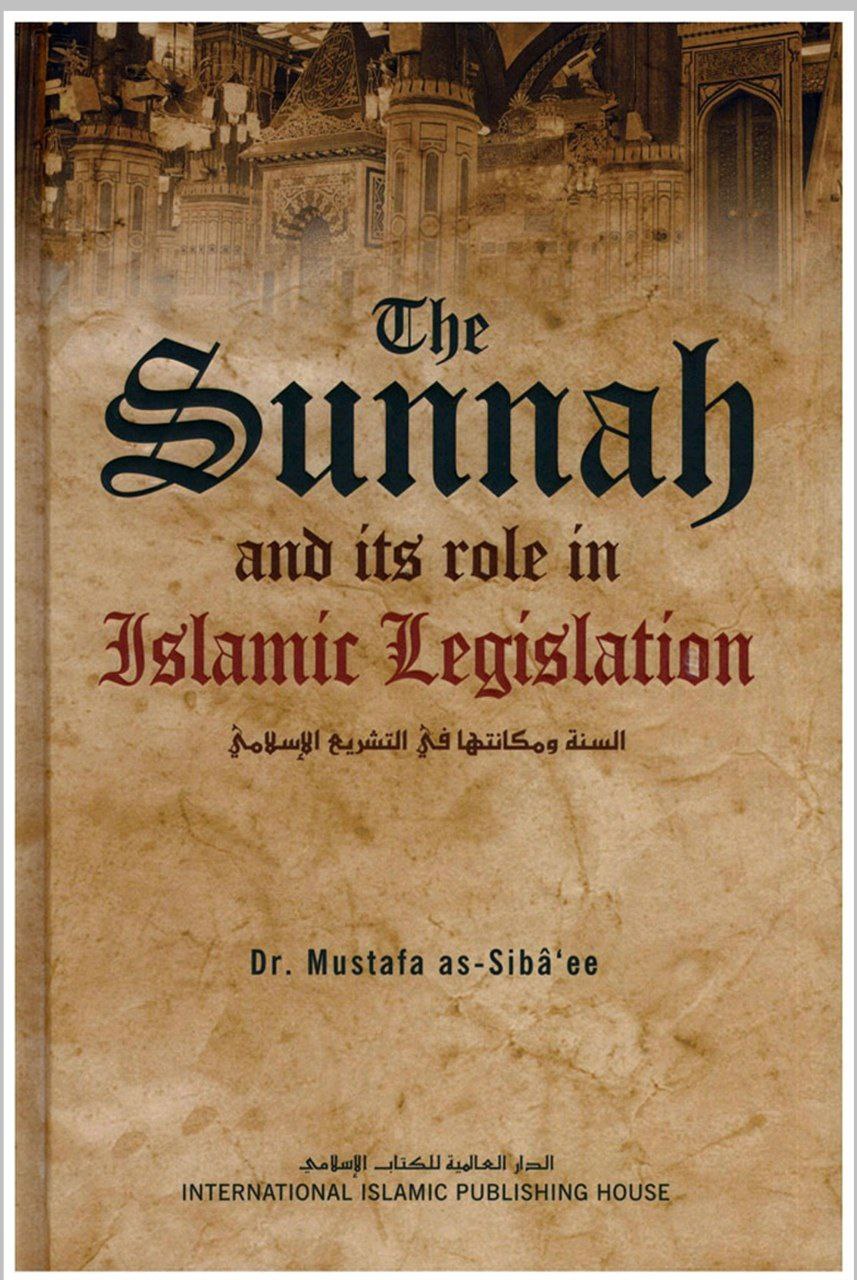 The
Sunnah
and its role in
Islamic Legislation
السنة ومكانتها في التشريع الإسلامي
Dr. Mustafa as-Sibâ‘ee
الدار العالمية للكتاب الإسلامي
INTERNATIONAL ISLAMIC PUBLISHING HOUSE